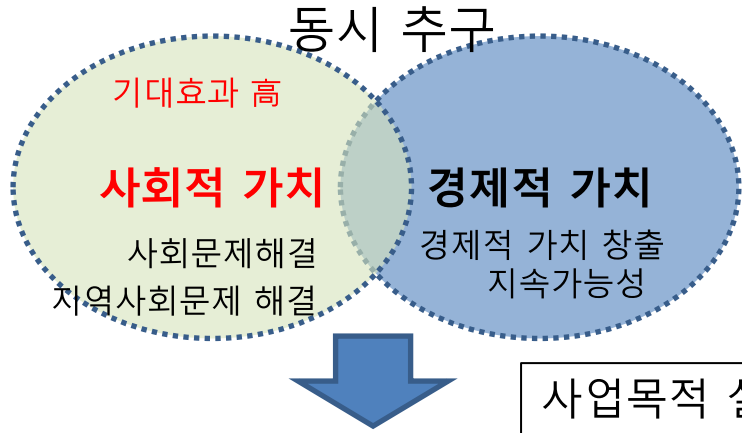 동시 추구
기대효과 高
사회적 가치
사회문제해결
지역사회문제 해결
경제적 가치
경제적 가치 창출
지속가능성
사업목적